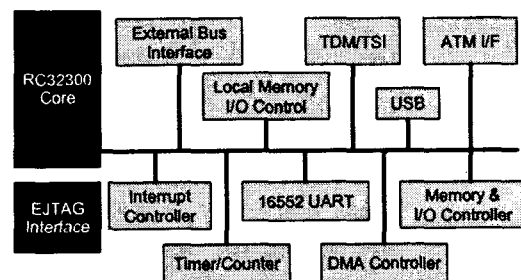 External Bus
Interface
TDM/TSI
ATM I/F
RC32300
Core
Local Memory
I/O Control
USB
EJTAG
Interface
Interrupt
Controller
16552 UART
Memory &
I/O Controller
Timer/Counter
DMA Controller